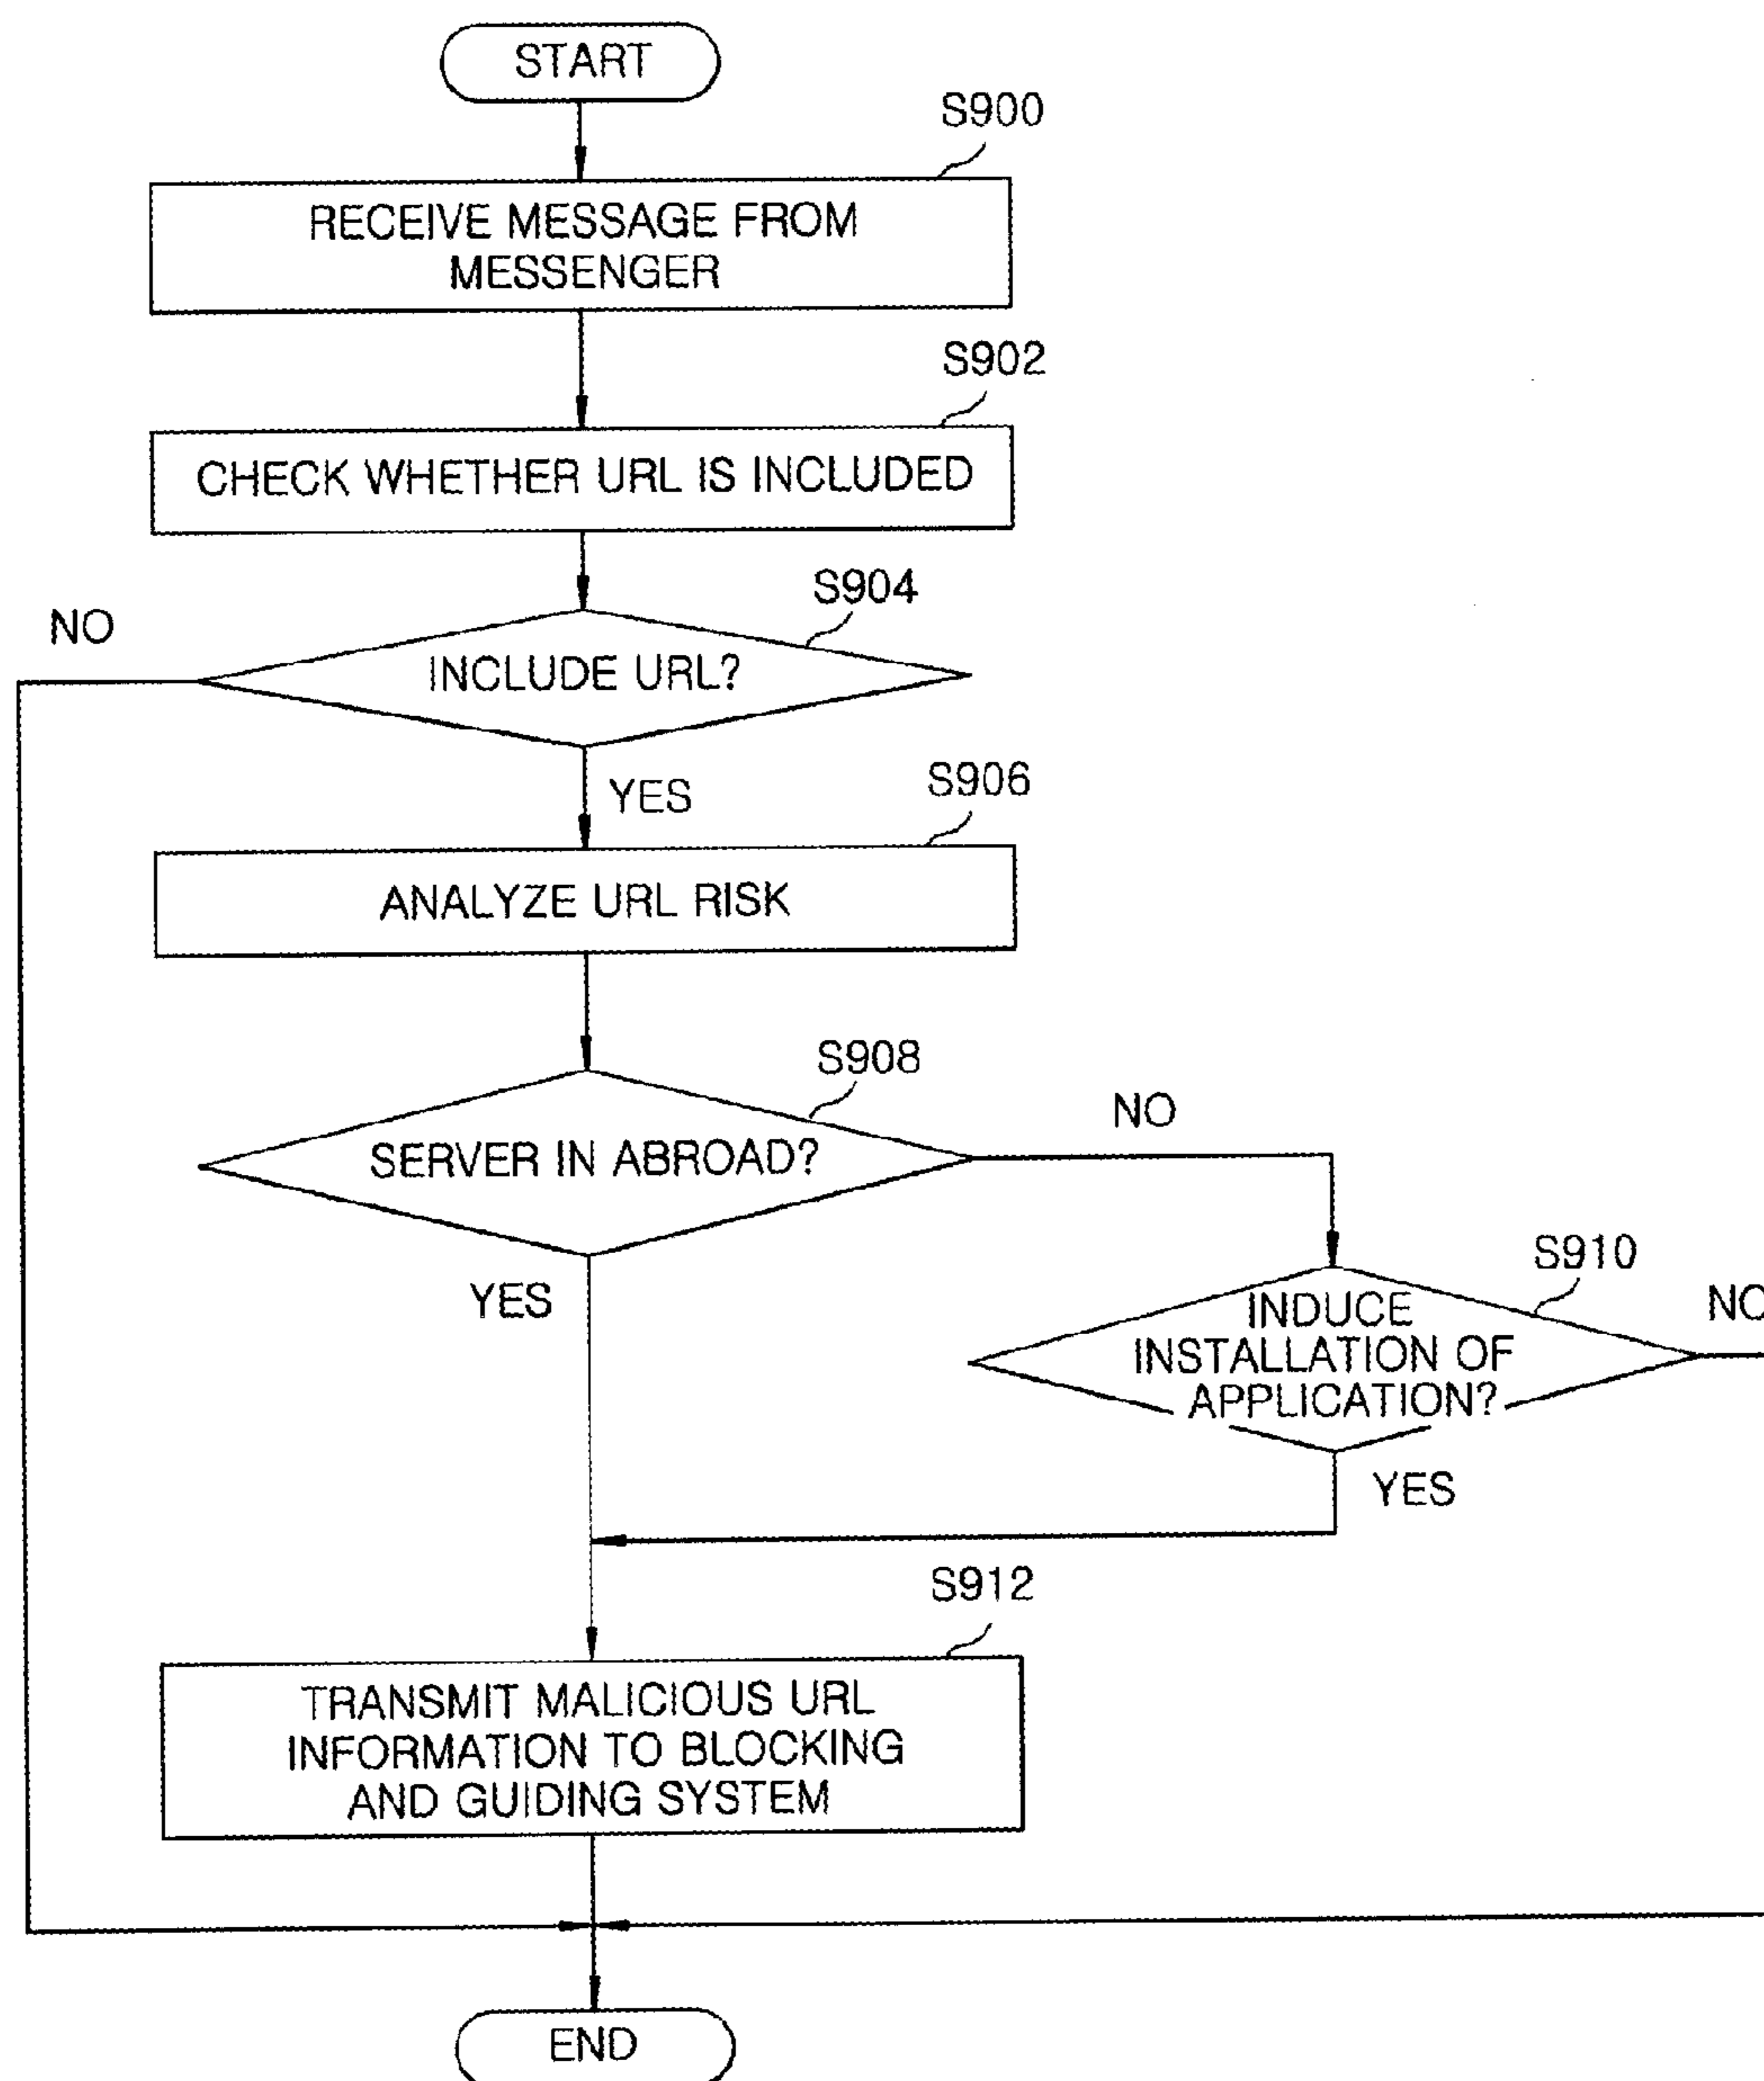 START
S900
RECEIVE MESSAGE FROM
MESSENGER
S902
CHECK WHETHER URL IS INCLUDED
S904
NO
INCLUDE URL?
YES
S906
ANALYZE URL RISK
S908
NO
SERVER IN ABROAD?
YES
S910
NO
INDUCE
INSTALLATION OF
APPLICATION?
YES
S912
TRANSMIT MALICIOUS URL
INFORMATION TO BLOCKING
AND GUIDING SYSTEM
END